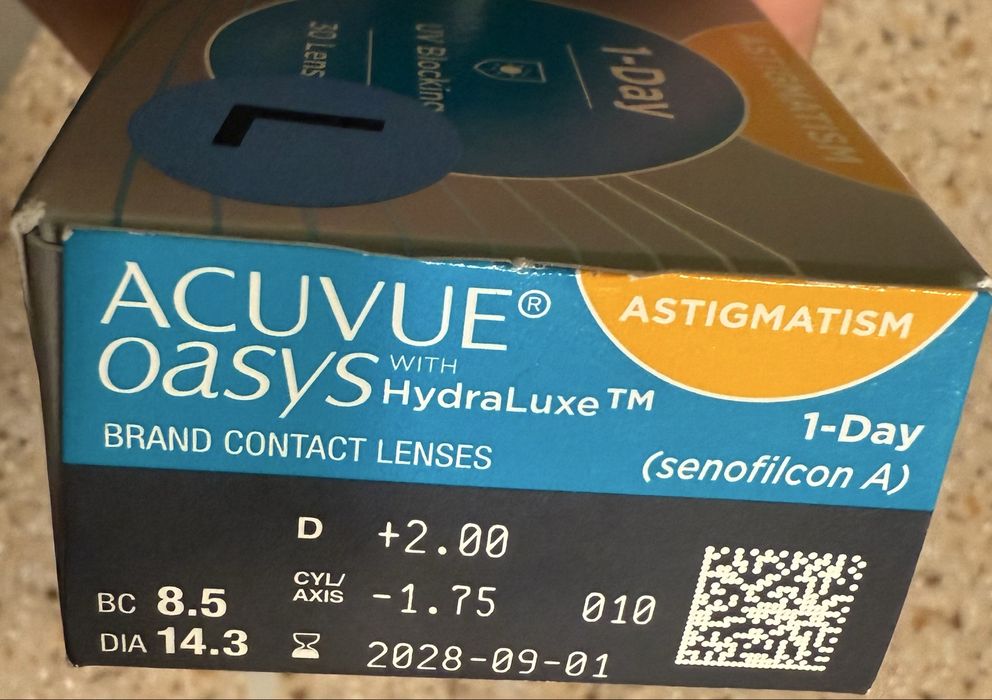 1-Day
UV Blocking
30 Lens
ASTIGMATISM
L
ACUVUE®
oasys WITH
HydraLuxe™
BRAND CONTACT LENSES
ASTIGMATISM
1-Day
(senofilcon A)
D +2.00
CYL/
AXIS -1.75 010
BC 8.5
DIA 14.3
2028-09-01